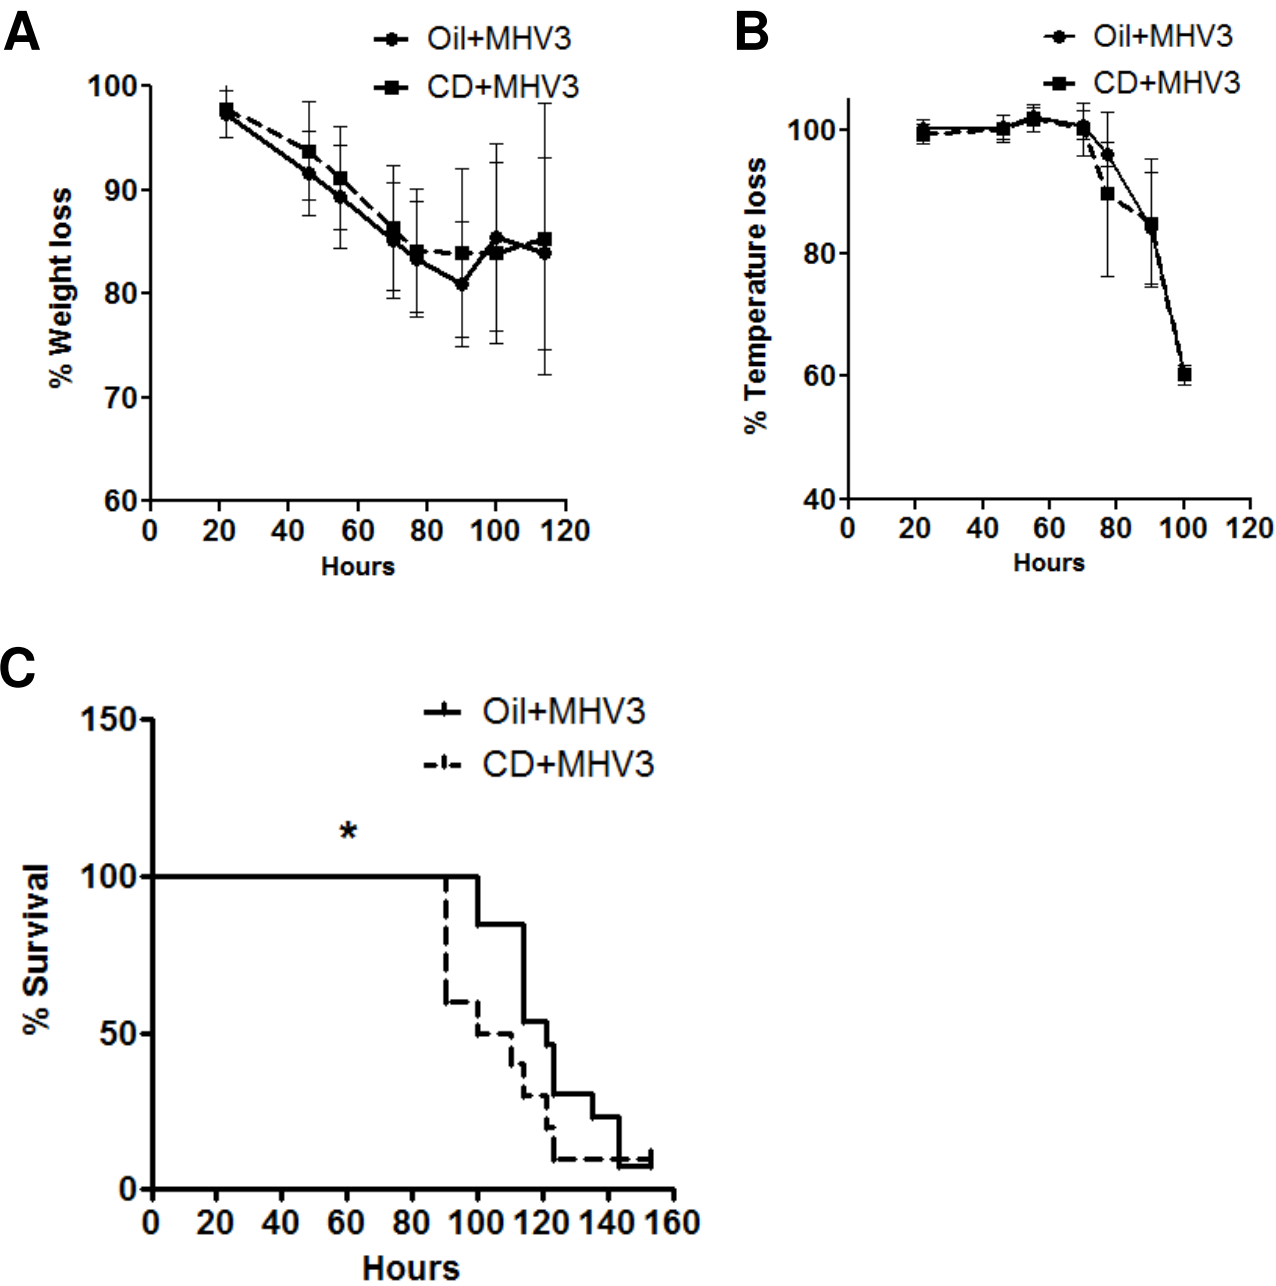 A
Oil+MHV3
CD+MHV3
100
90
80
70
60
% Weight loss
0 20 40 60 80 100 120
Hours
B
Oil+MHV3
CD+MHV3
100
80
60
40
% Temperature loss
0 20 40 60 80 100 120
Hours
C
Oil+MHV3
CD+MHV3
150
100
50
0
% Survival
*
0 20 40 60 80 100 120 140 160
Hours